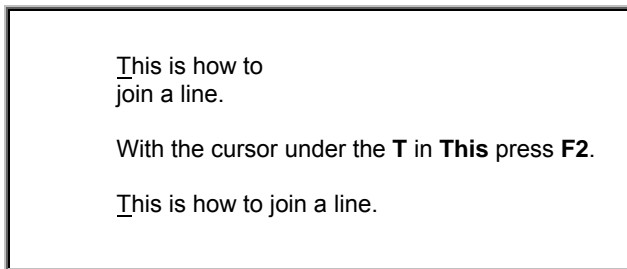 This is how to
join a line.
With the cursor under the T in This press F2.
This is how to join a line.